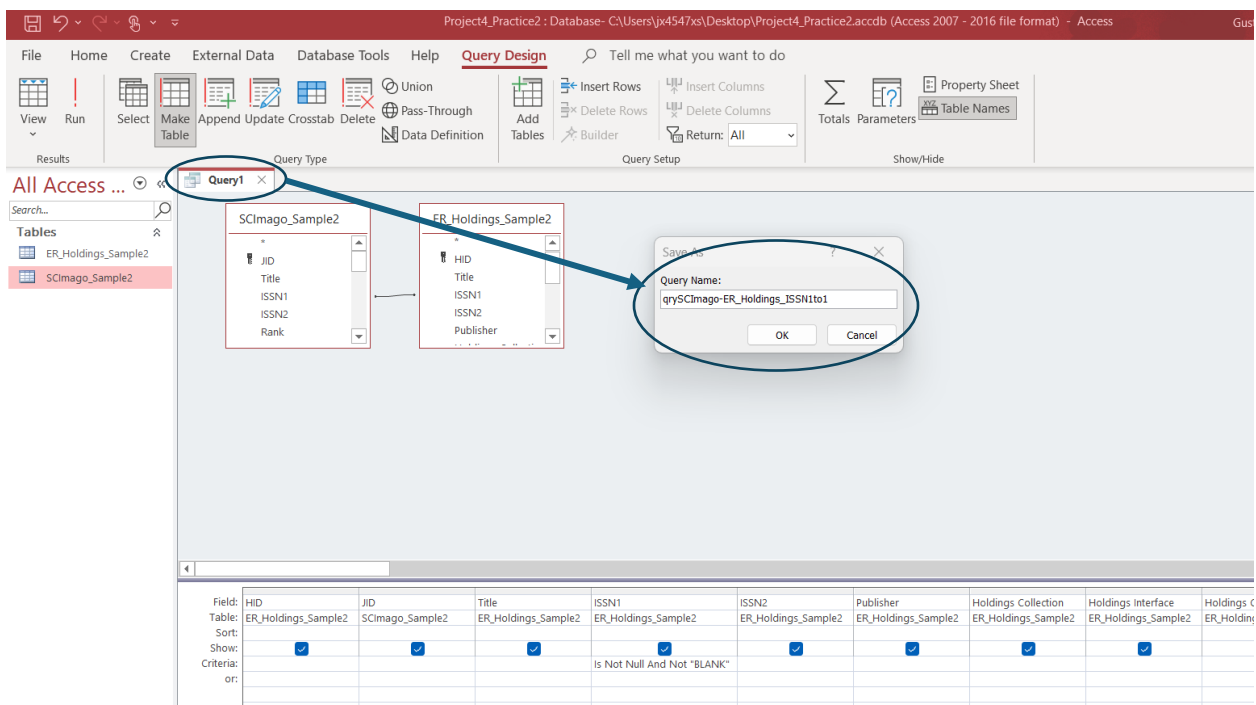 Project4_Practice2 : Database- C:\Users\jx4547xs\Desktop\Project4_Practice2.accdb (Access 2007 - 2016 file format) - Access
File Home Create External Data Database Tools Help Query Design Tell me what you want to do
View
Run
Select
Make Table
Append
Update
Crosstab
Delete
Union
Pass-Through
Data Definition
Add Tables
Insert Rows
Delete Rows
Builder
Insert Columns
Delete Columns
Return: All
Totals
Parameters
Property Sheet
XYZ Table Names
Results
Query Type
Query Setup
Show/Hide
All Access ...
Search...
Tables
ER_Holdings_Sample2
SCImago_Sample2
Query1
SCImago_Sample2
*
JID
Title
ISSN1
ISSN2
Rank
ER_Holdings_Sample2
*
HID
Title
ISSN1
ISSN2
Publisher
Save As ?
Query Name:
qrySCImago-ER_Holdings_ISSN1to1
OK Cancel
Field: HID JID Title ISSN1 ISSN2 Publisher Holdings Collection Holdings Interface Holdings
Table: ER_Holdings_Sample2 SCImago_Sample2 ER_Holdings_Sample2 ER_Holdings_Sample2 ER_Holdings_Sample2 ER_Holdings_Sample2 ER_Holdings_Sample2 ER_Holdings_Sample2
Sort:
Show:
Criteria: Is Not Null And Not "BLANK"
or: